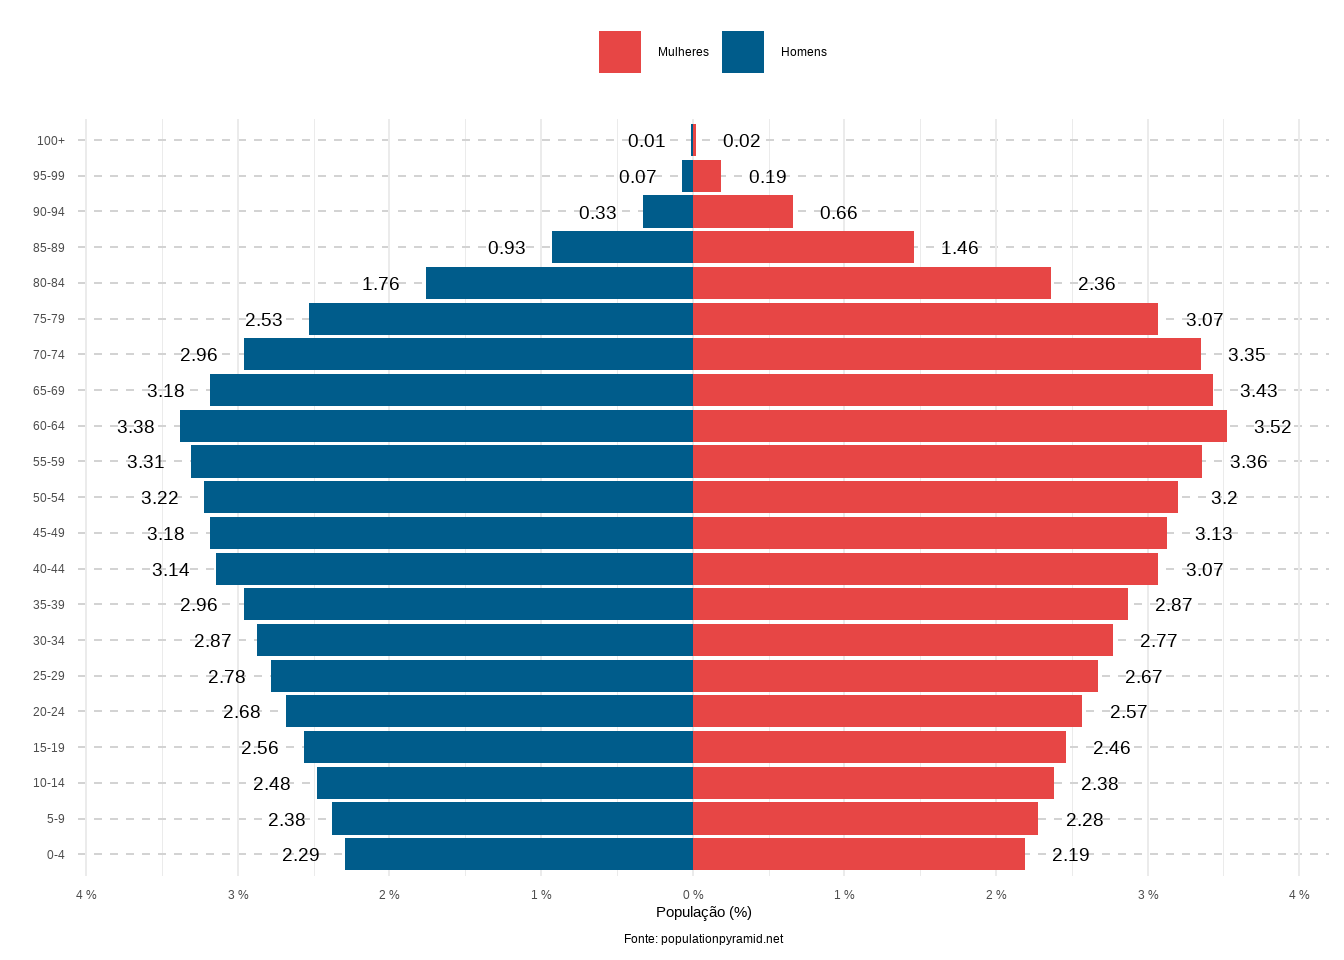 Mulheres Homens
100+ 0.01 0.02
95-99 0.07 0.19
90-94 0.33 0.66
85-89 0.93 1.46
80-84 1.76 2.36
75-79 2.53 3.07
70-74 2.96 3.35
65-69 3.18 3.43
60-64 3.38 3.52
55-59 3.31 3.36
50-54 3.22 3.2
45-49 3.18 3.13
40-44 3.14 3.07
35-39 2.96 2.87
30-34 2.87 2.77
25-29 2.78 2.67
20-24 2.68 2.57
15-19 2.56 2.46
10-14 2.48 2.38
5-9 2.38 2.28
0-4 2.29 2.19
4 % 3 % 2 % 1 % 0 % 1 % 2 % 3 % 4 %
População (%)
Fonte: populationpyramid.net